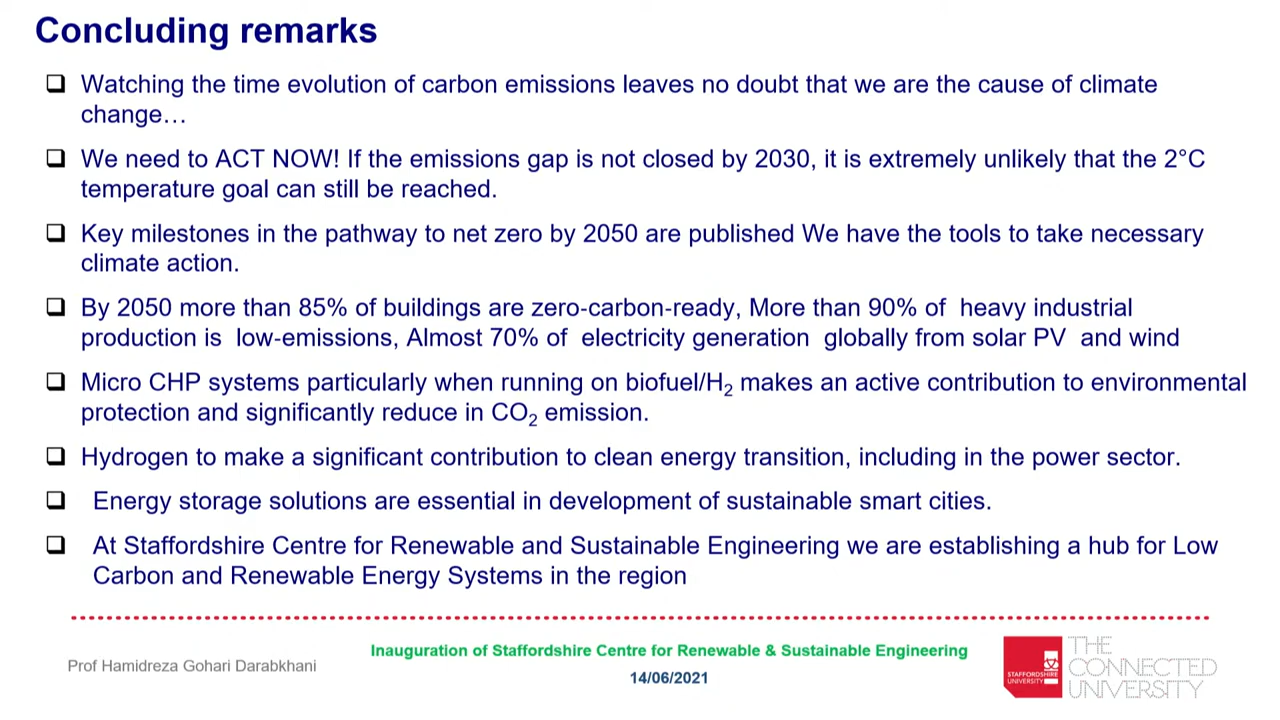 Concluding remarks
❑ Watching the time evolution of carbon emissions leaves no doubt that we are the cause of climate
change…
❑ We need to ACT NOW! If the emissions gap is not closed by 2030, it is extremely unlikely that the 2°C
temperature goal can still be reached.
❑ Key milestones in the pathway to net zero by 2050 are published We have the tools to take necessary
climate action.
❑ By 2050 more than 85% of buildings are zero-carbon-ready, More than 90% of heavy industrial
production is low-emissions, Almost 70% of electricity generation globally from solar PV and wind
❑ Micro CHP systems particularly when running on biofuel/H₂ makes an active contribution to environmental
protection and significantly reduce in CO₂ emission.
❑ Hydrogen to make a significant contribution to clean energy transition, including in the power sector.
❑ Energy storage solutions are essential in development of sustainable smart cities.
❑ At Staffordshire Centre for Renewable and Sustainable Engineering we are establishing a hub for Low
Carbon and Renewable Energy Systems in the region
Prof Hamidreza Gohari Darabkhani
Inauguration of Staffordshire Centre for Renewable & Sustainable Engineering
14/06/2021
STAFFORDSHIRE
UNIVERSITY
THE
CONNECTED
UNIVERSITY